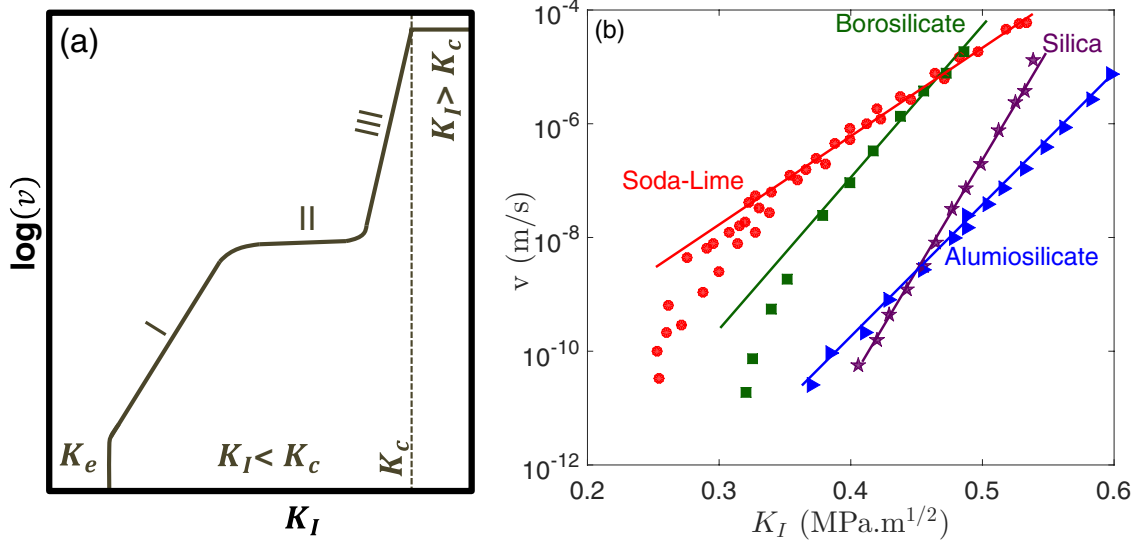 (a)
log(v)
I
II
III
K_I > K_c
K_e
K_I < K_c
K_c
K_I
(b)
10^-4
10^-6
10^-8
10^-10
10^-12
v (m/s)
Borosilicate
Silica
Soda-Lime
Alumiosilicate
0.2 0.3 0.4 0.5 0.6
K_I (MPa.m^1/2)